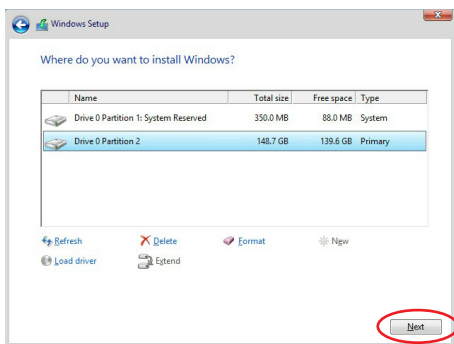 Windows Setup
Where do you want to install Windows?
Name Total size Free space Type
Drive 0 Partition 1: System Reserved 350.0 MB 88.0 MB System
Drive 0 Partition 2 148.7 GB 139.6 GB Primary
Refresh Delete Format New
Load driver Extend
Next